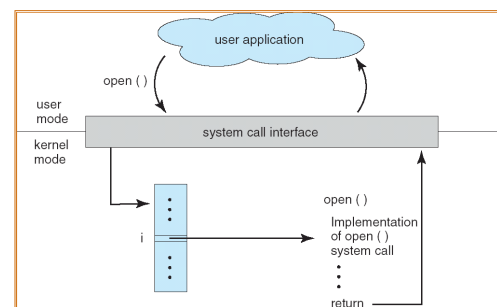 user application
open ( )
user
mode
system call interface
kernel
mode
open ( )
i
Implementation
of open ( )
system call
return